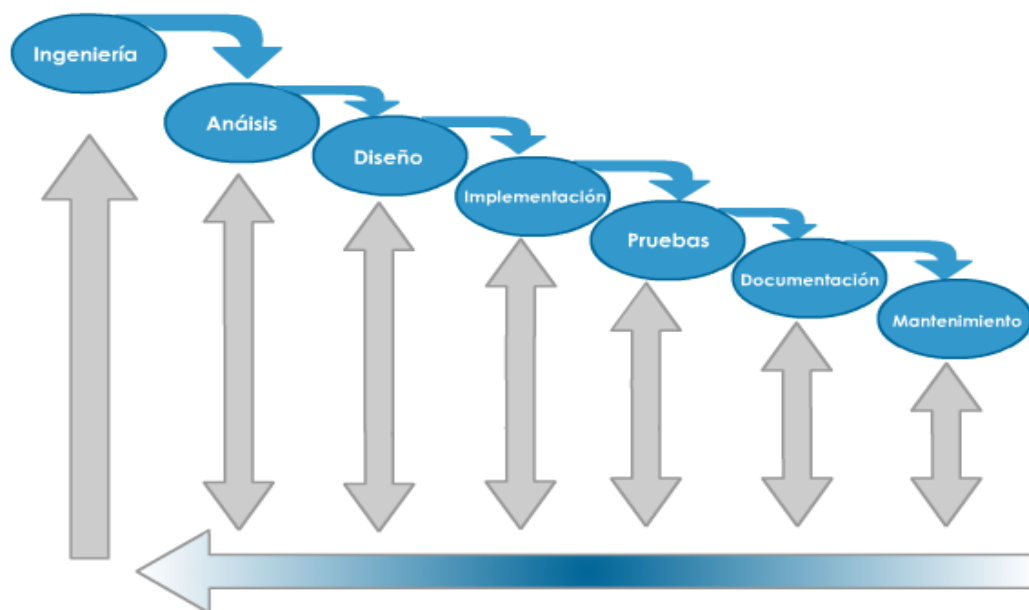 Ingeniería
Anáisis
Diseño
Implementación
Pruebas
Documentación
Mantenimiento